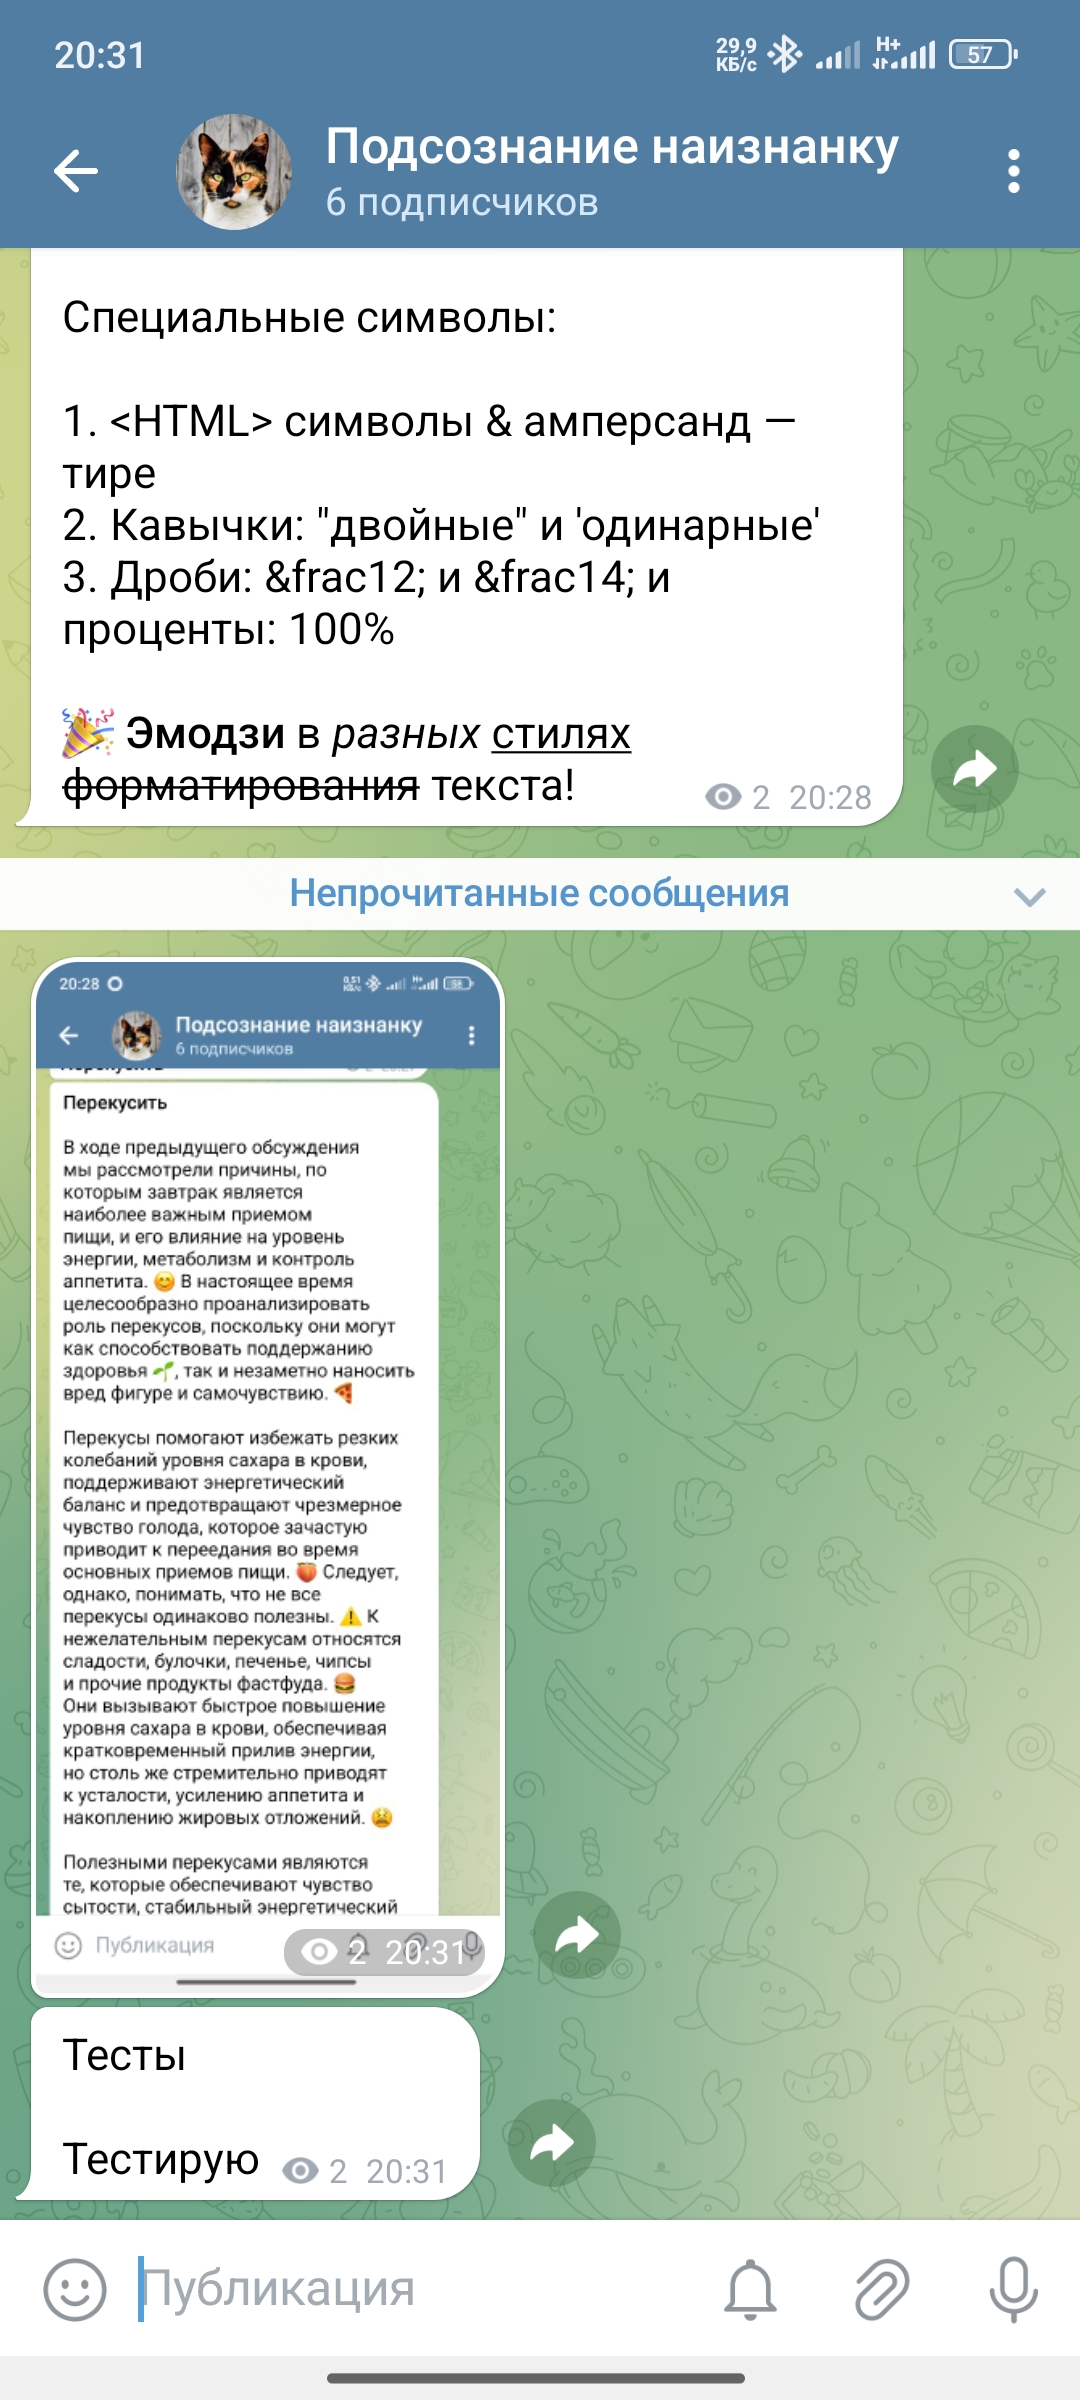 20:31
29,9
КБ/с
H+
57
Подсознание наизнанку
6 подписчиков
Специальные символы:
1. <HTML> символы & амперсанд —
тире
2. Кавычки: "двойные" и 'одинарные'
3. Дроби: &frac12; и &frac14; и
проценты: 100%
🎉 Эмодзи в разных стилях
форматирования текста!
2 20:28
Непрочитанные сообщения
20:28
Подсознание наизнанку
6 подписчиков
Перекусить
В ходе предыдущего обсуждения
мы рассмотрели причины, по
которым завтрак является
наиболее важным приемом
пищи, и его влияние на уровень
энергии, метаболизм и контроль
аппетита. 😊 В настоящее время
целесообразно проанализировать
роль перекусов, поскольку они могут
как способствовать поддержанию
здоровья 🌱, так и незаметно наносить
вред фигуре и самочувствию. 🍕
Перекусы помогают избежать резких
колебаний уровня сахара в крови,
поддерживают энергетический
баланс и предотвращают чрезмерное
чувство голода, которое зачастую
приводит к переедания во время
основных приемов пищи. 🍑 Следует,
однако, понимать, что не все
перекусы одинаково полезны. ⚠️ К
нежелательным перекусам относятся
сладости, булочки, печенье, чипсы
и прочие продукты фастфуда. 🍔
Они вызывают быстрое повышение
уровня сахара в крови, обеспечивая
кратковременный прилив энергии,
но столь же стремительно приводят
к усталости, усилению аппетита и
накоплению жировых отложений. 😫
Полезными перекусами являются
те, которые обеспечивают чувство
сытости, стабильный энергетический
Публикация
2 20:31
Тесты
Тестирую
2 20:31
Публикация